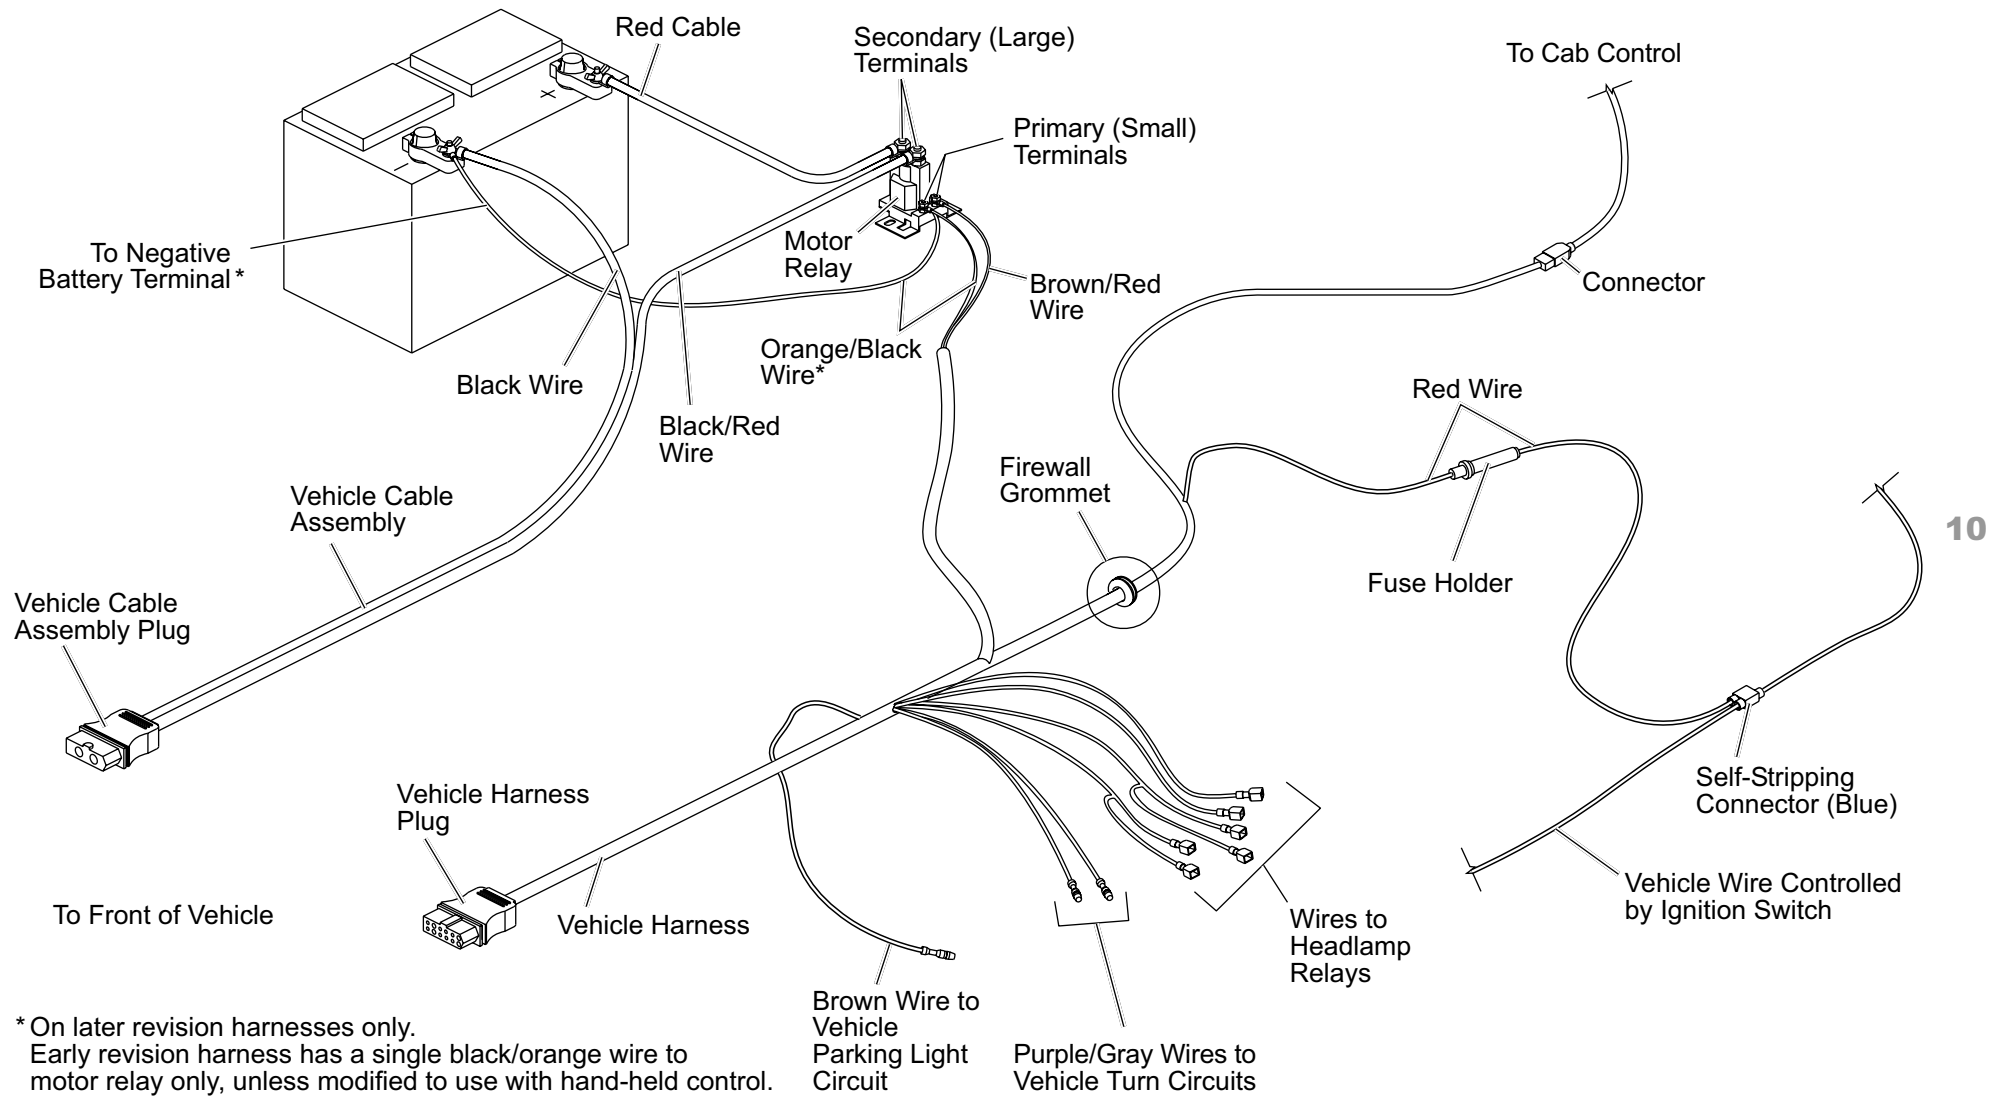 Red Cable
Secondary (Large)
Terminals
To Cab Control
Primary (Small)
Terminals
To Negative
Battery Terminal*
Motor
Relay
Brown/Red
Wire
Connector
Orange/Black
Wire*
Black Wire
Black/Red
Wire
Red Wire
Firewall
Grommet
Vehicle Cable
Assembly
10
Fuse Holder
Vehicle Cable
Assembly Plug
Self-Stripping
Connector (Blue)
Vehicle Harness
Plug
Vehicle Wire Controlled
by Ignition Switch
To Front of Vehicle
Vehicle Harness
Wires to
Headlamp
Relays
Brown Wire to
Vehicle
Parking Light
Circuit
Purple/Gray Wires to
Vehicle Turn Circuits
* On later revision harnesses only.
Early revision harness has a single black/orange wire to
motor relay only, unless modified to use with hand-held control.